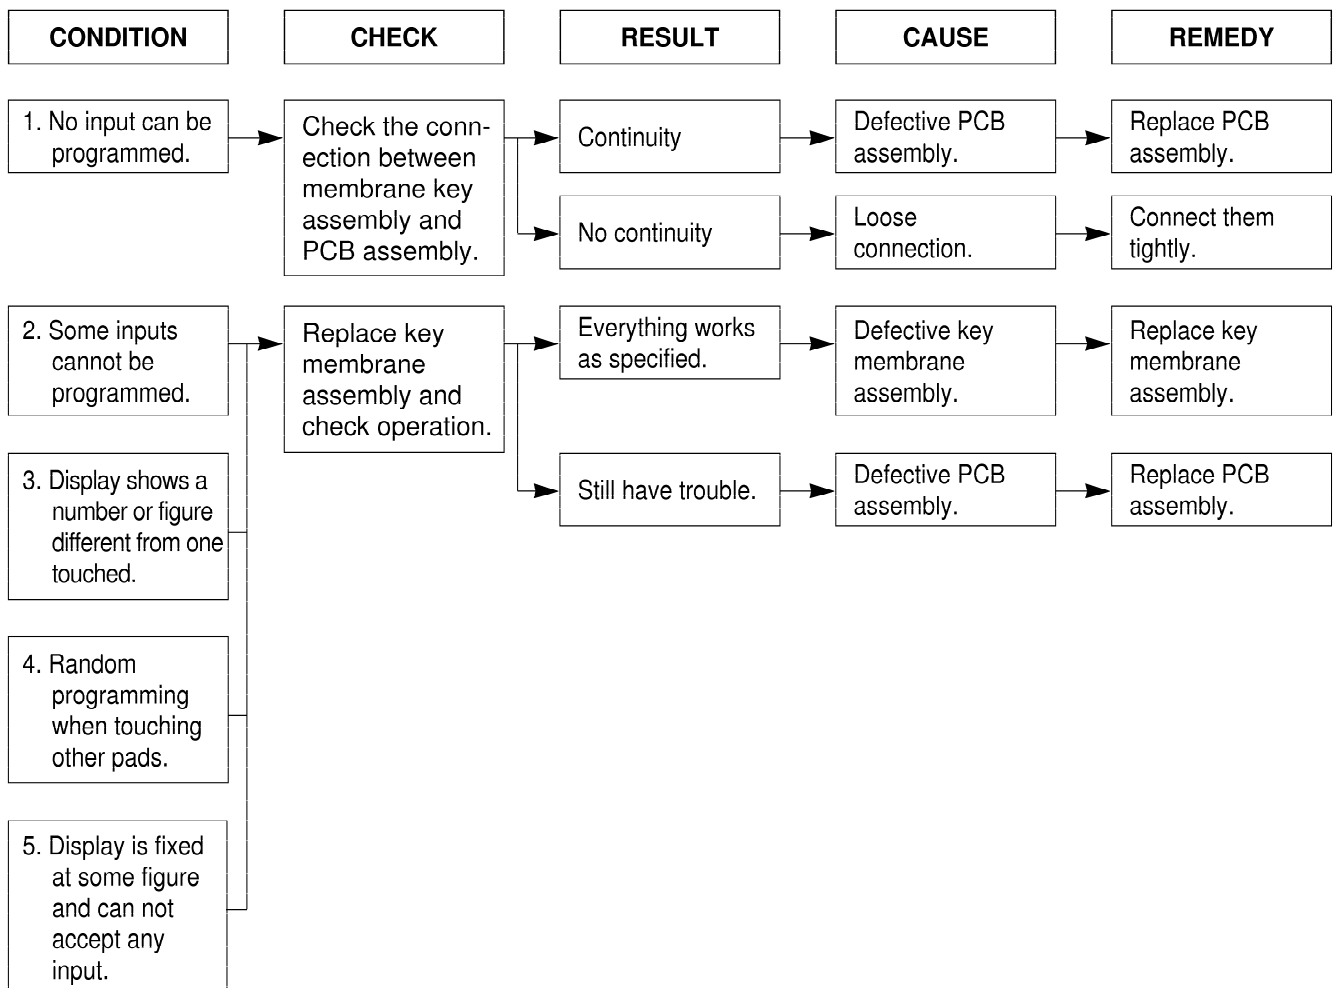 CONDITION
CHECK
RESULT
CAUSE
REMEDY
1. No input can be
programmed.
Check the conn-
ection between
membrane key
assembly and
PCB assembly.
Continuity
Defective PCB
assembly.
Replace PCB
assembly.
No continuity
Loose
connection.
Connect them
tightly.
2. Some inputs
cannot be
programmed.
Replace key
membrane
assembly and
check operation.
Everything works
as specified.
Defective key
membrane
assembly.
Replace key
membrane
assembly.
Still have trouble.
Defective PCB
assembly.
Replace PCB
assembly.
3. Display shows a
number or figure
different from one
touched.
4. Random
programming
when touching
other pads.
5. Display is fixed
at some figure
and can not
accept any
input.